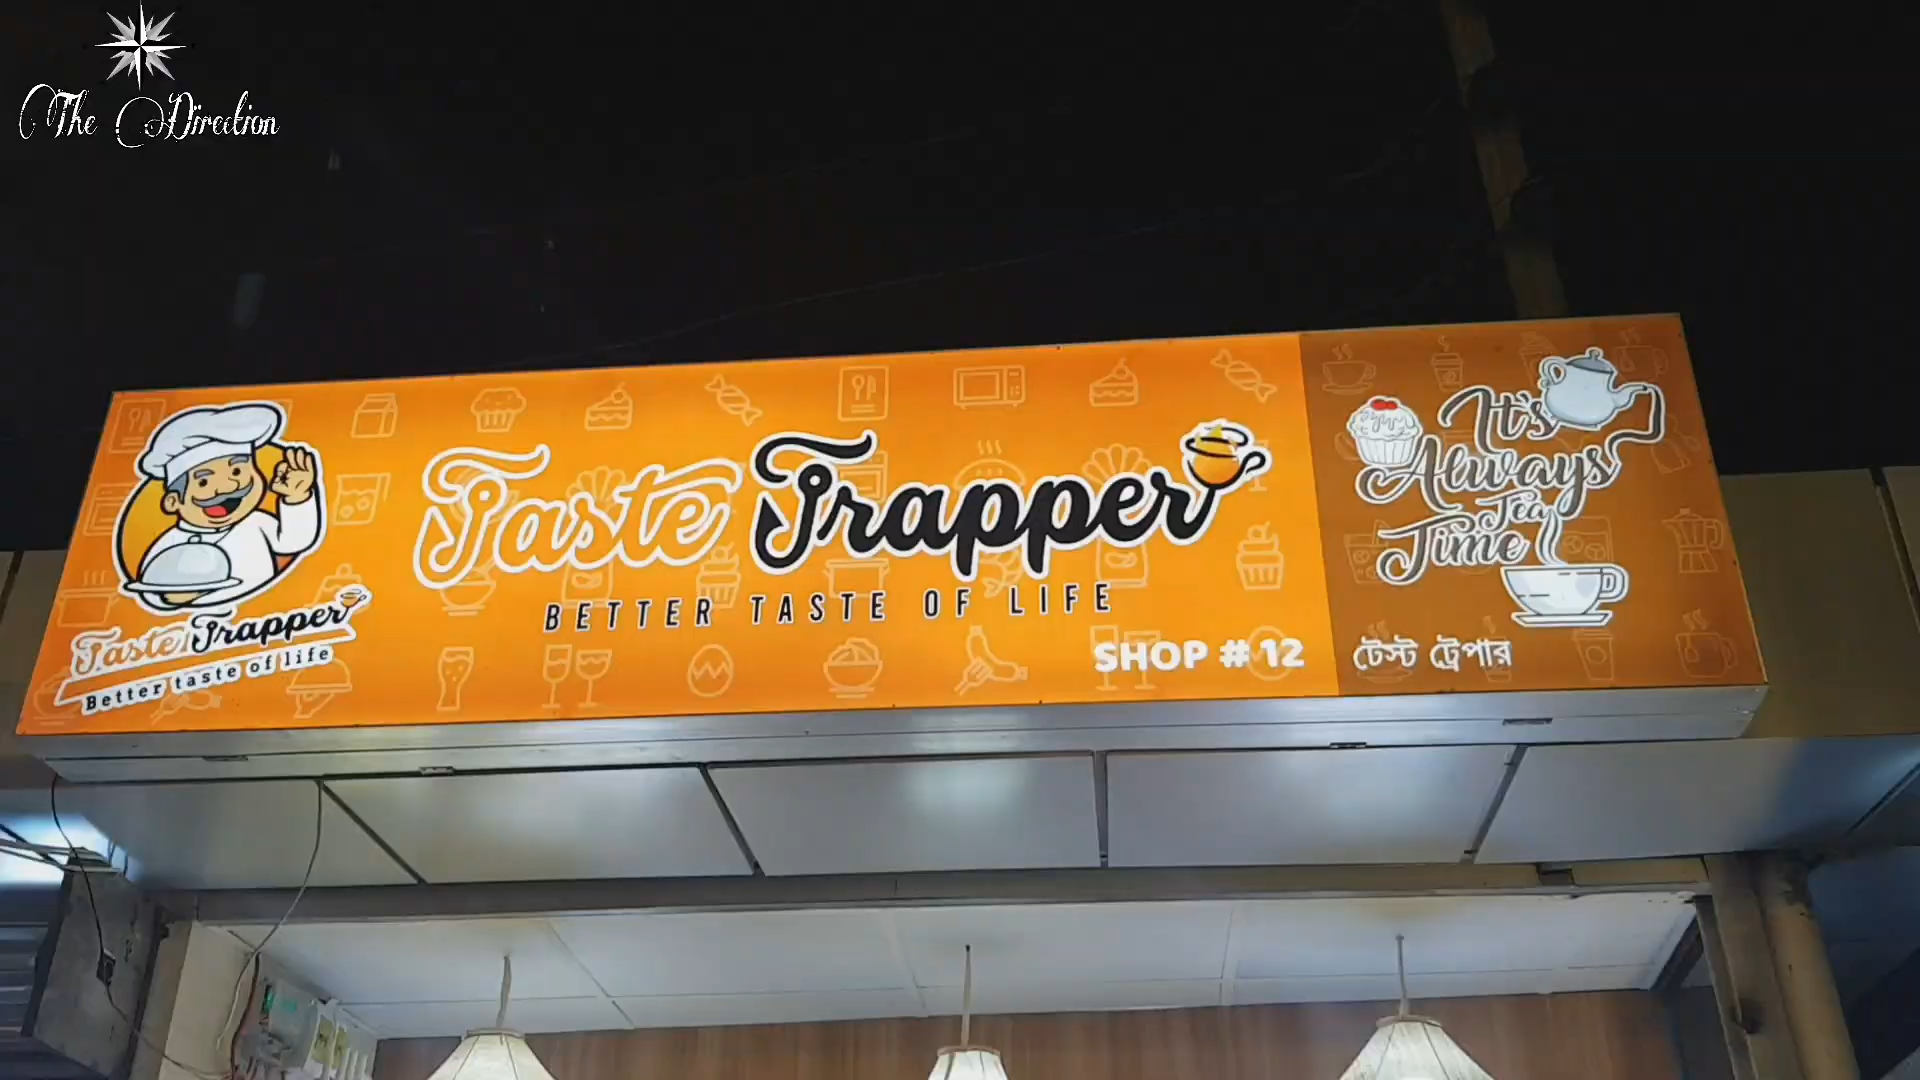 The Direction
Taste Trapper
Better taste of life
Taste Trapper
BETTER TASTE OF LIFE
SHOP # 12
It's
Always
Tea
Time
টেস্ট ট্রেপার